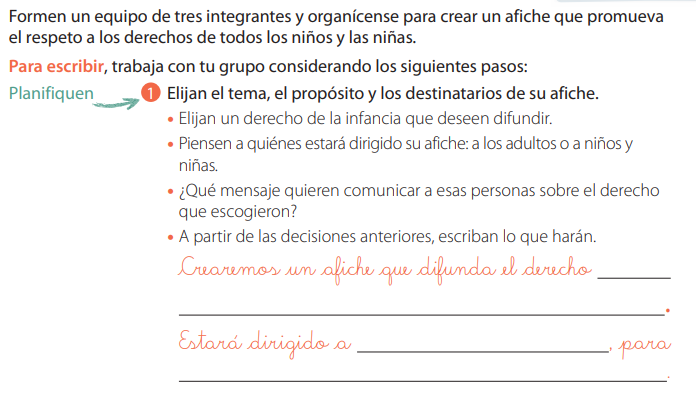 Formen un equipo de tres integrantes y organícense para crear un afiche que promueva
el respeto a los derechos de todos los niños y las niñas.
Para escribir, trabaja con tu grupo considerando los siguientes pasos:
Planifiquen 1 Elijan el tema, el propósito y los destinatarios de su afiche.
• Elijan un derecho de la infancia que deseen difundir.
• Piensen a quiénes estará dirigido su afiche: a los adultos o a niños y
niñas.
• ¿Qué mensaje quieren comunicar a esas personas sobre el derecho
que escogieron?
• A partir de las decisiones anteriores, escriban lo que harán.
Crearemos un afiche que difunda el derecho ________
________________________________________.
Estará dirigido a ____________________, para
________________________________________.